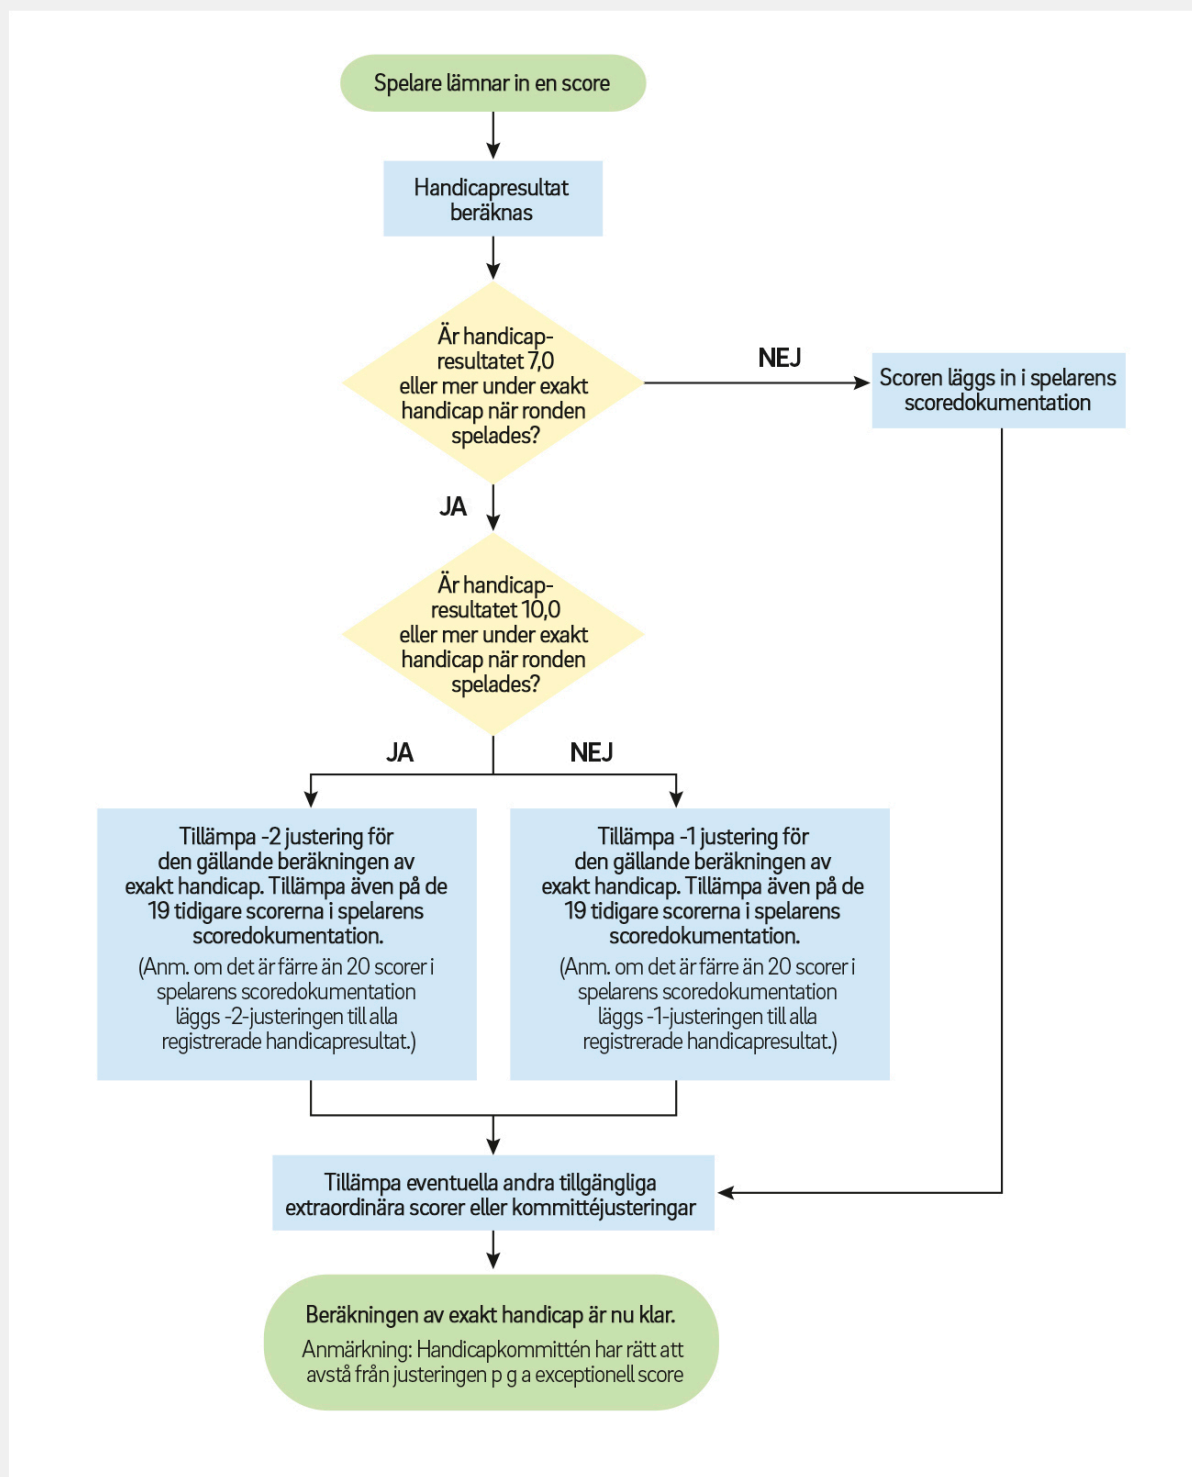 Spelare lämnar in en score
Handicapresultat
beräknas
Är handicap-
resultatet 7,0
eller mer under exakt
handicap när ronden
spelades?
NEJ
Scoren läggs in i spelarens
scoredokumentation
JA
Är handicap-
resultatet 10,0
eller mer under exakt
handicap när ronden
spelades?
JA
NEJ
Tillämpa -2 justering för
den gällande beräkningen av
exakt handicap. Tillämpa även på de
19 tidigare scorerna i spelarens
scoredokumentation.
(Anm. om det är färre än 20 scorer i
spelarens scoredokumentation
läggs -2-justeringen till alla
registrerade handicapresultat.)
Tillämpa -1 justering för
den gällande beräkningen av
exakt handicap. Tillämpa även på de
19 tidigare scorerna i spelarens
scoredokumentation.
(Anm. om det är färre än 20 scorer i
spelarens scoredokumentation
läggs -1-justeringen till alla
registrerade handicapresultat.)
Tillämpa eventuella andra tillgängliga
extraordinära scorer eller kommittéjusteringar
Beräkningen av exakt handicap är nu klar.
Anmärkning: Handicapkommittén har rätt att
avstå från justeringen p g a exceptionell score